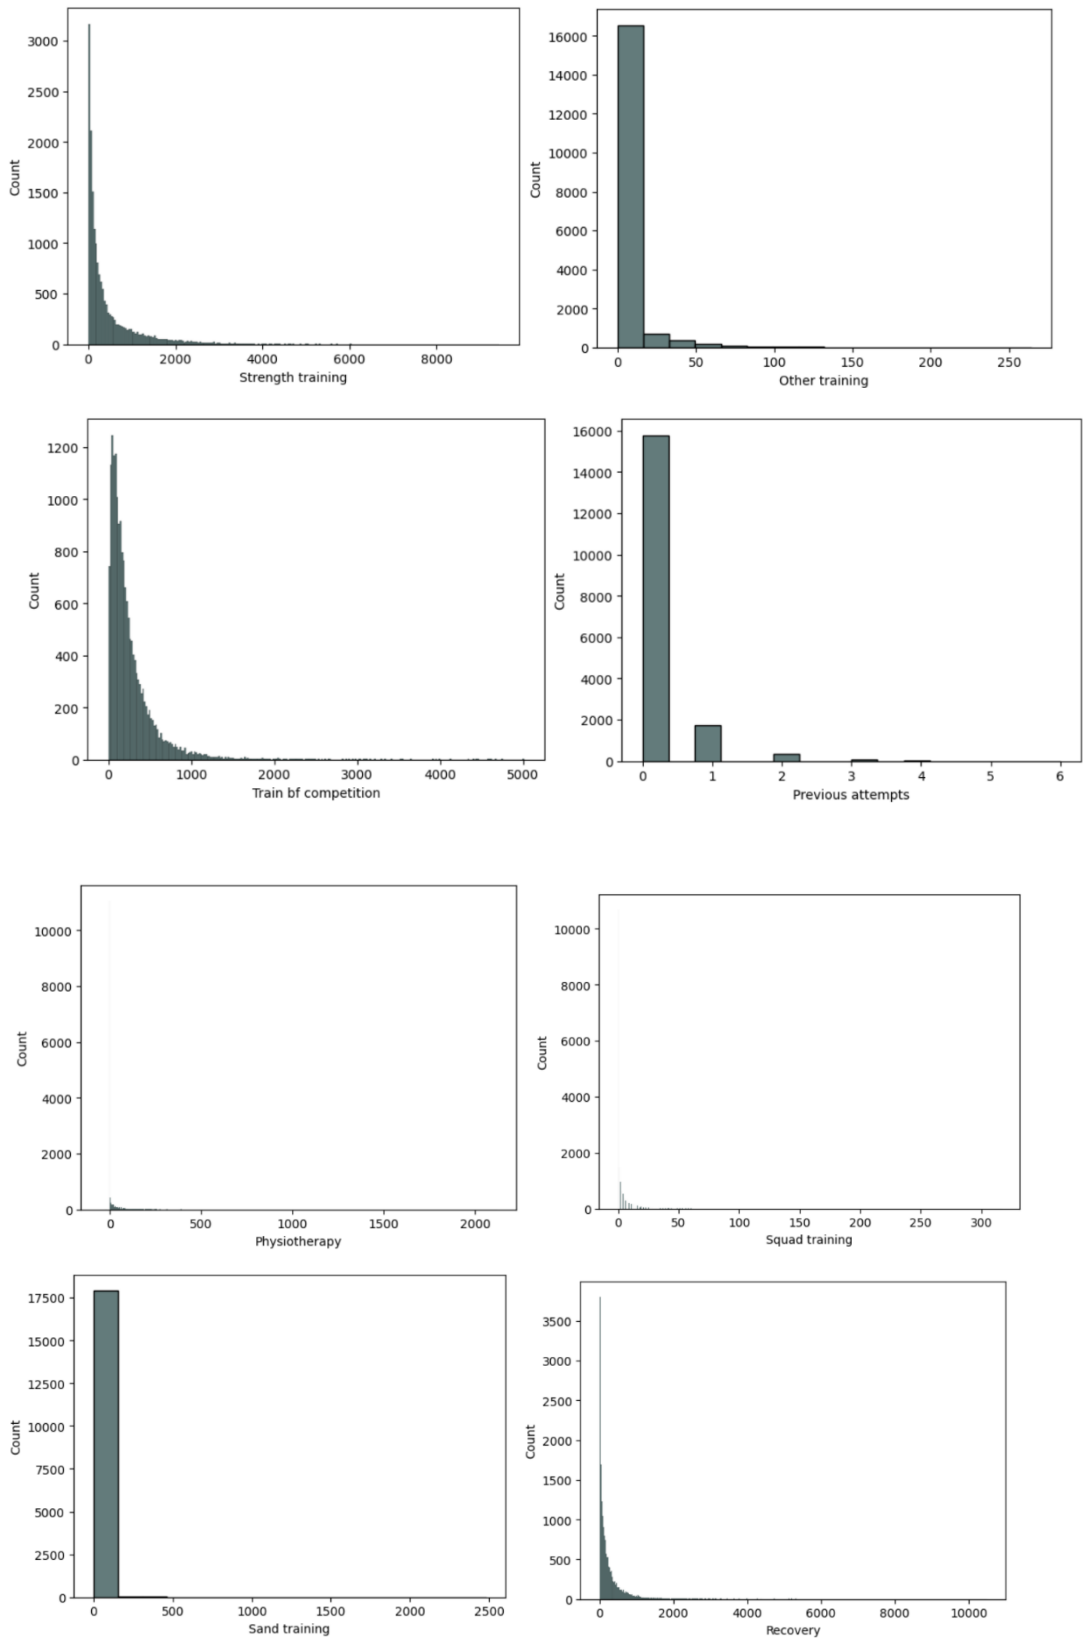 3000
2500
2000
1500
1000
500
0
Count
0 2000 4000 6000 8000
Strength training
16000
14000
12000
10000
8000
6000
4000
2000
0
Count
0 50 100 150 200 250
Other training
1200
1000
800
600
400
200
0
Count
0 1000 2000 3000 4000 5000
Train bf competition
16000
14000
12000
10000
8000
6000
4000
2000
0
Count
0 1 2 3 4 5 6
Previous attempts
10000
8000
6000
4000
2000
0
Count
0 500 1000 1500 2000
Physiotherapy
10000
8000
6000
4000
2000
0
Count
0 50 100 150 200 250 300
Squad training
17500
15000
12500
10000
7500
5000
2500
0
Count
0 500 1000 1500 2000 2500
Sand training
3500
3000
2500
2000
1500
1000
500
0
Count
0 2000 4000 6000 8000 10000
Recovery